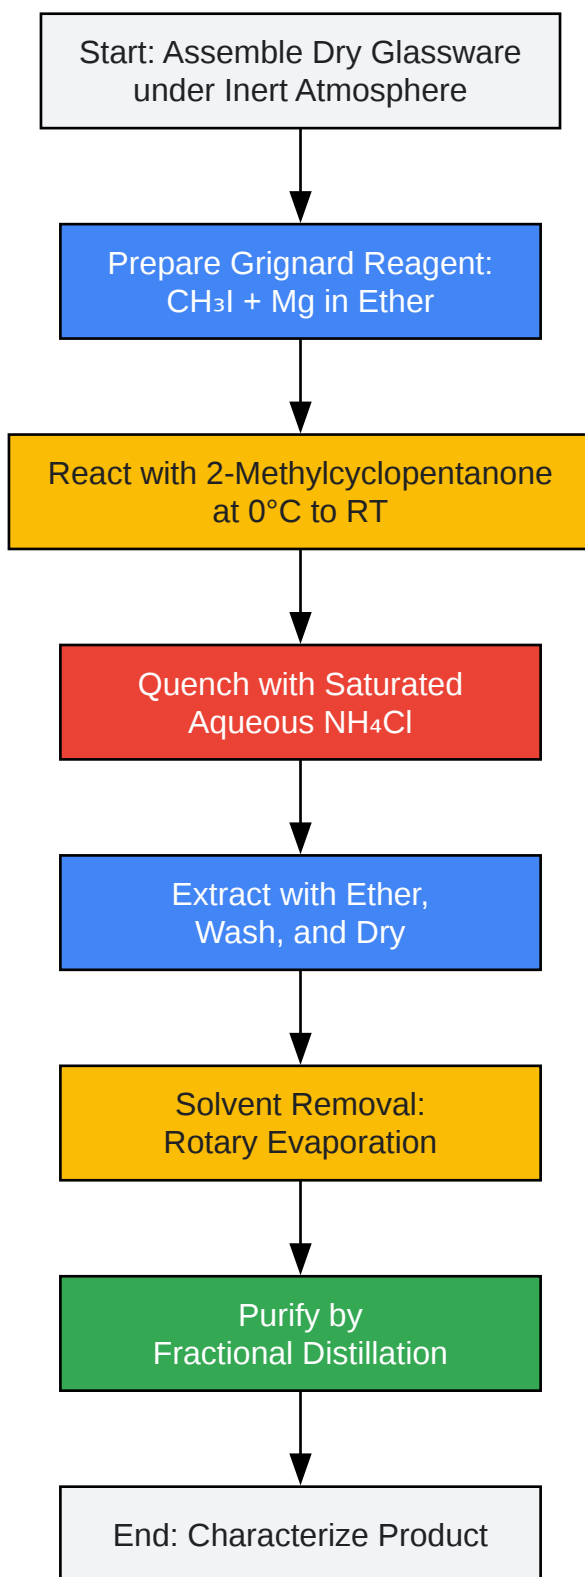 Start: Assemble Dry Glassware
under Inert Atmosphere
Prepare Grignard Reagent:
CH₃I + Mg in Ether
React with 2-Methylcyclopentanone
at 0°C to RT
Quench with Saturated
Aqueous NH₄Cl
Extract with Ether,
Wash, and Dry
Solvent Removal:
Rotary Evaporation
Purify by
Fractional Distillation
End: Characterize Product